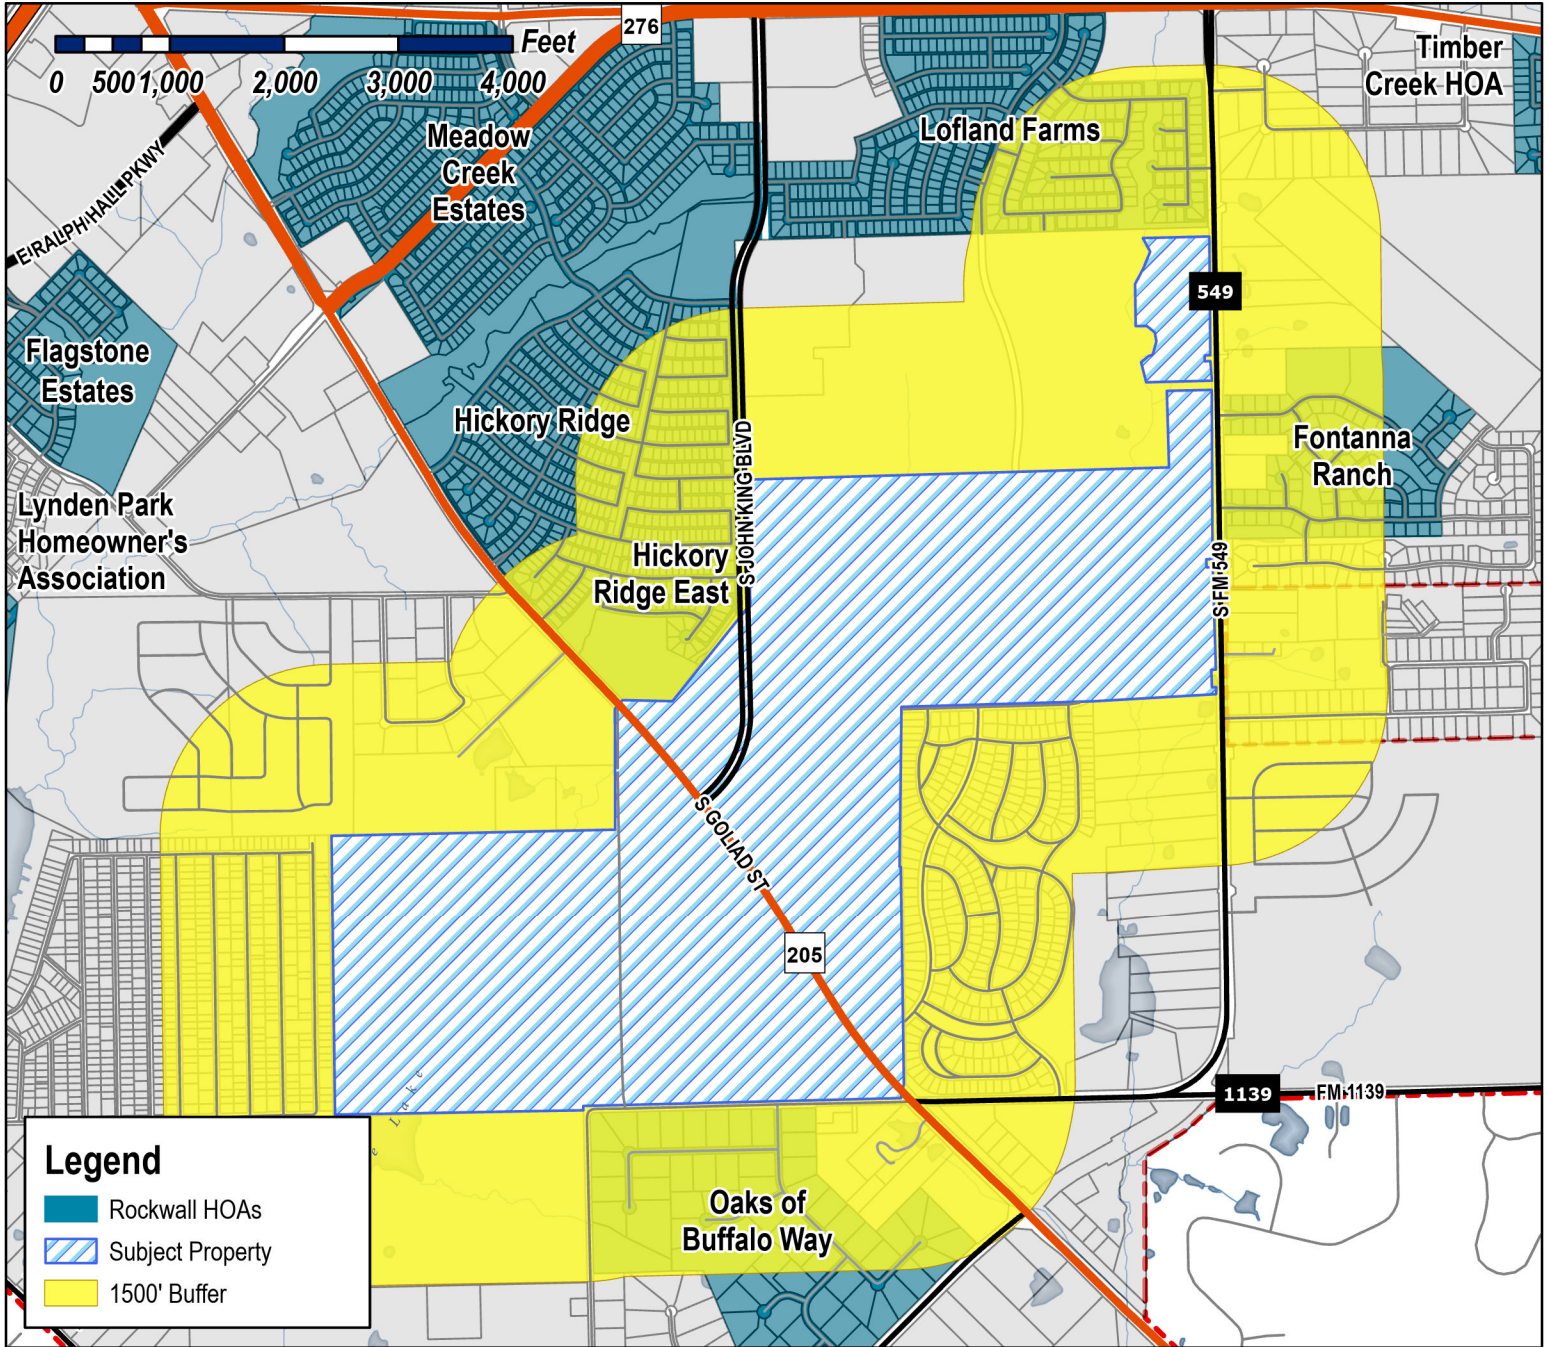 276
Feet
0 500 1,000 2,000 3,000 4,000
Timber
Creek HOA
Meadow
Creek
Estates
Lofland Farms
E RALPH HALL PKWY
549
Flagstone
Estates
Hickory Ridge
Fontanna
Ranch
S JOHN KING BLVD
Lynden Park
Homeowner's
Association
Hickory
Ridge East
S FM 549
S GOLIAD ST
205
1139
FM 1139
Lake
Oaks of
Buffalo Way
Legend
Rockwall HOAs
Subject Property
1500' Buffer